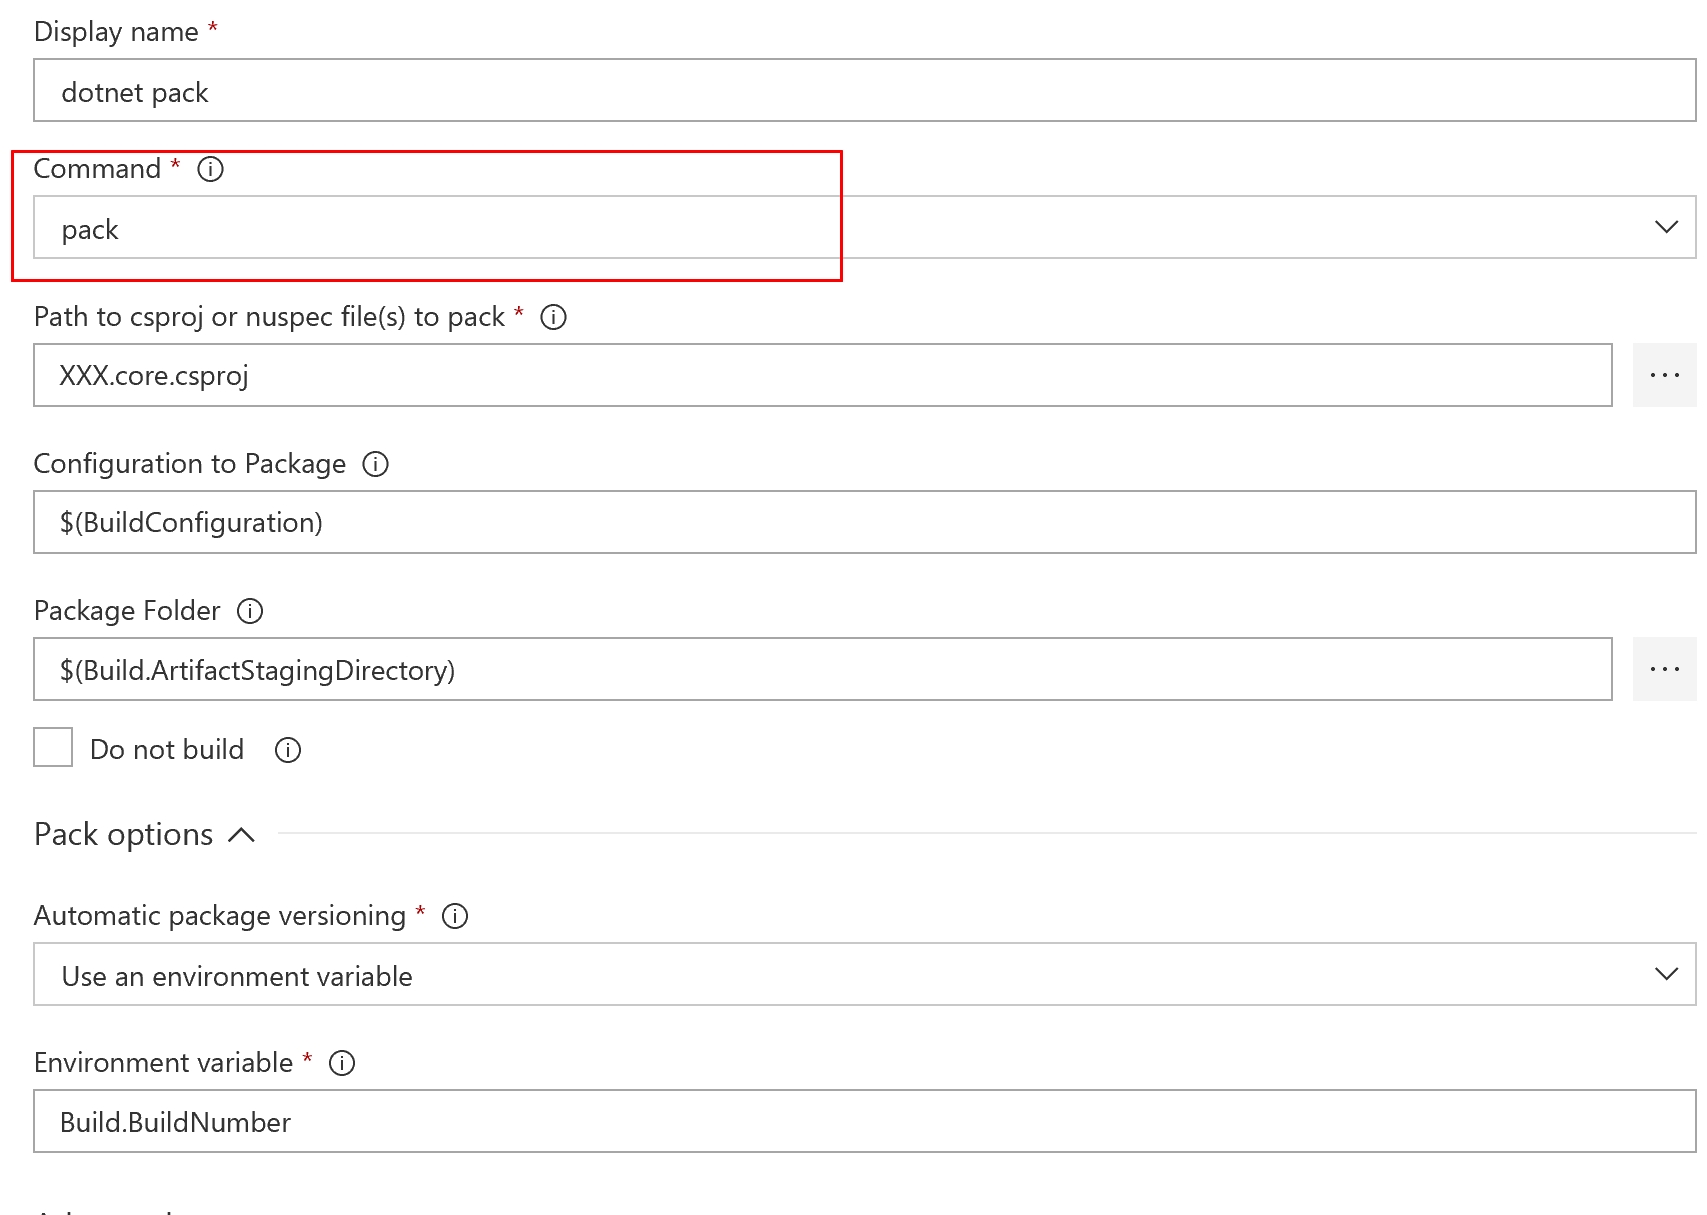 Display name *
dotnet pack
Command *
pack
Path to csproj or nuspec file(s) to pack *
XXX.core.csproj
...
Configuration to Package
$(BuildConfiguration)
Package Folder
$(Build.ArtifactStagingDirectory)
...
Do not build
Pack options
Automatic package versioning *
Use an environment variable
Environment variable *
Build.BuildNumber